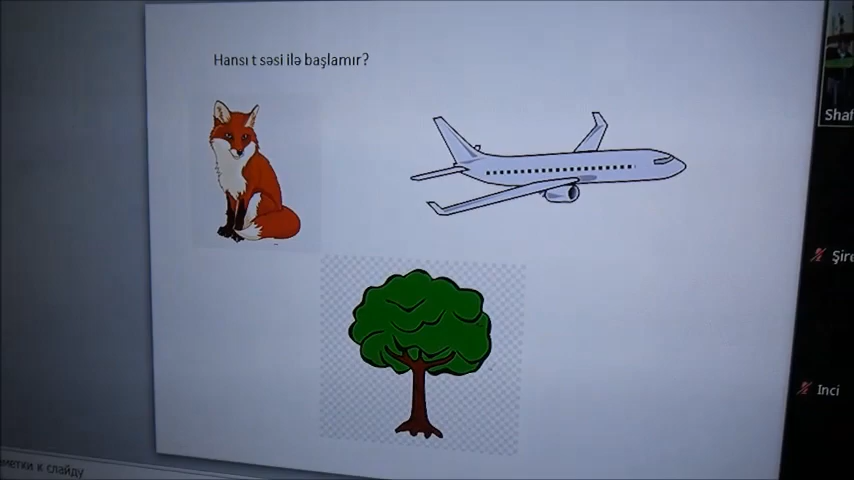 Hansı t səsi ilə başlamır?
Shaf
Şire
Inci
метки к слайду